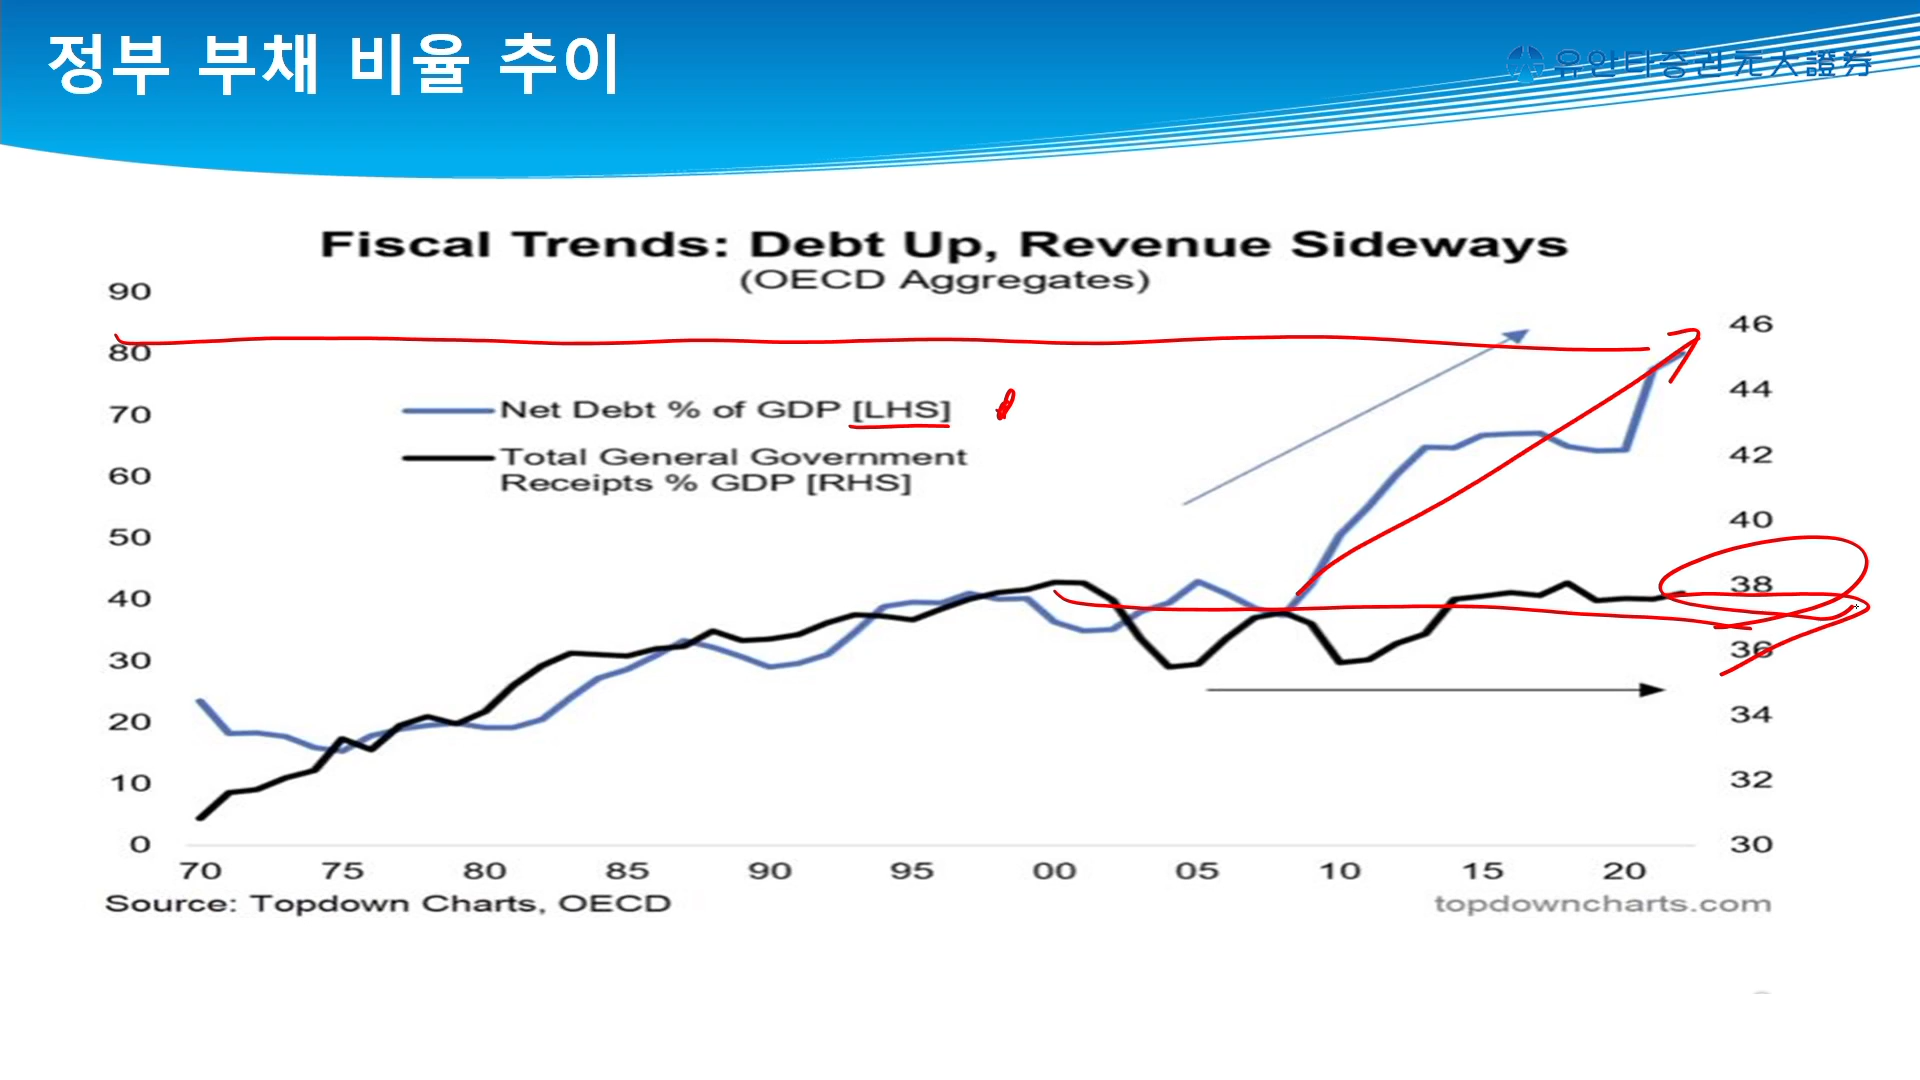 정부 부채 비율 추이
유안타증권 元大證券
Fiscal Trends: Debt Up, Revenue Sideways
(OECD Aggregates)
90
80
70
60
50
40
30
20
10
0
46
44
42
40
38
36
34
32
30
Net Debt % of GDP [LHS]
Total General Government
Receipts % GDP [RHS]
70 75 80 85 90 95 00 05 10 15 20
Source: Topdown Charts, OECD
topdowncharts.com